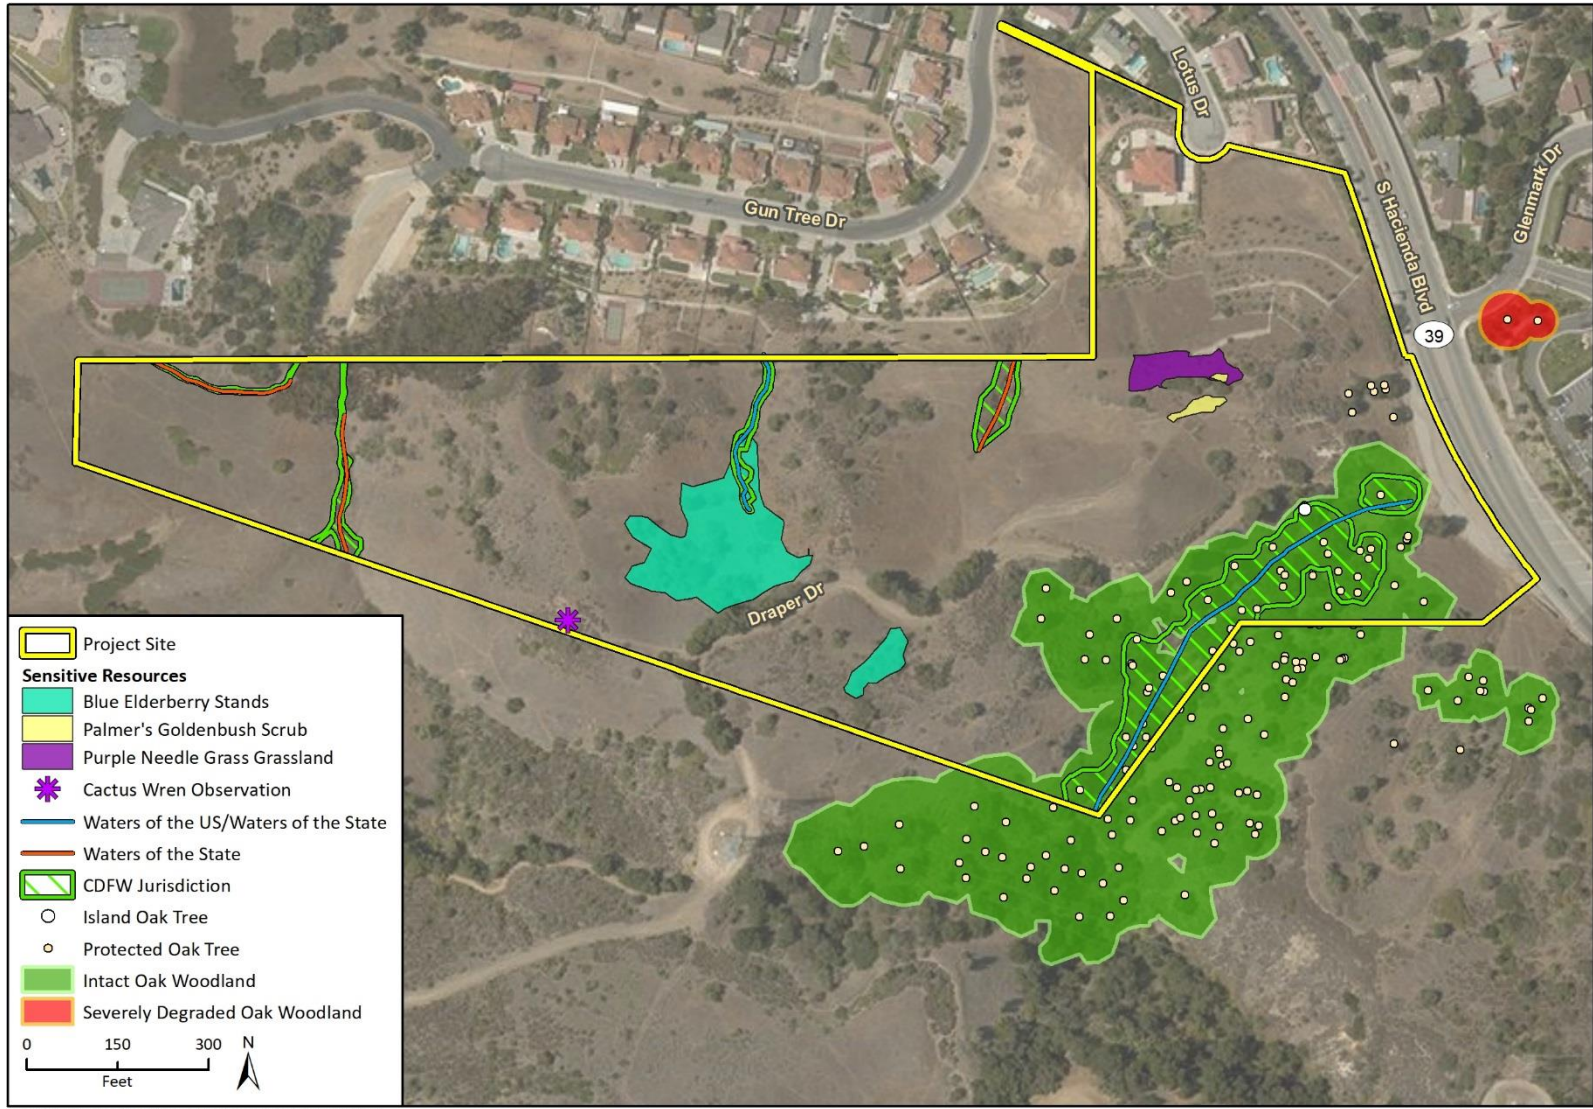 Lotus Dr
Glenmark Dr
S Hacienda Blvd
Gun Tree Dr
39
Draper Dr
Project Site
Sensitive Resources
Blue Elderberry Stands
Palmer's Goldenbush Scrub
Purple Needle Grass Grassland
Cactus Wren Observation
Waters of the US/Waters of the State
Waters of the State
CDFW Jurisdiction
Island Oak Tree
Protected Oak Tree
Intact Oak Woodland
Severely Degraded Oak Woodland
0 150 300 N
Feet